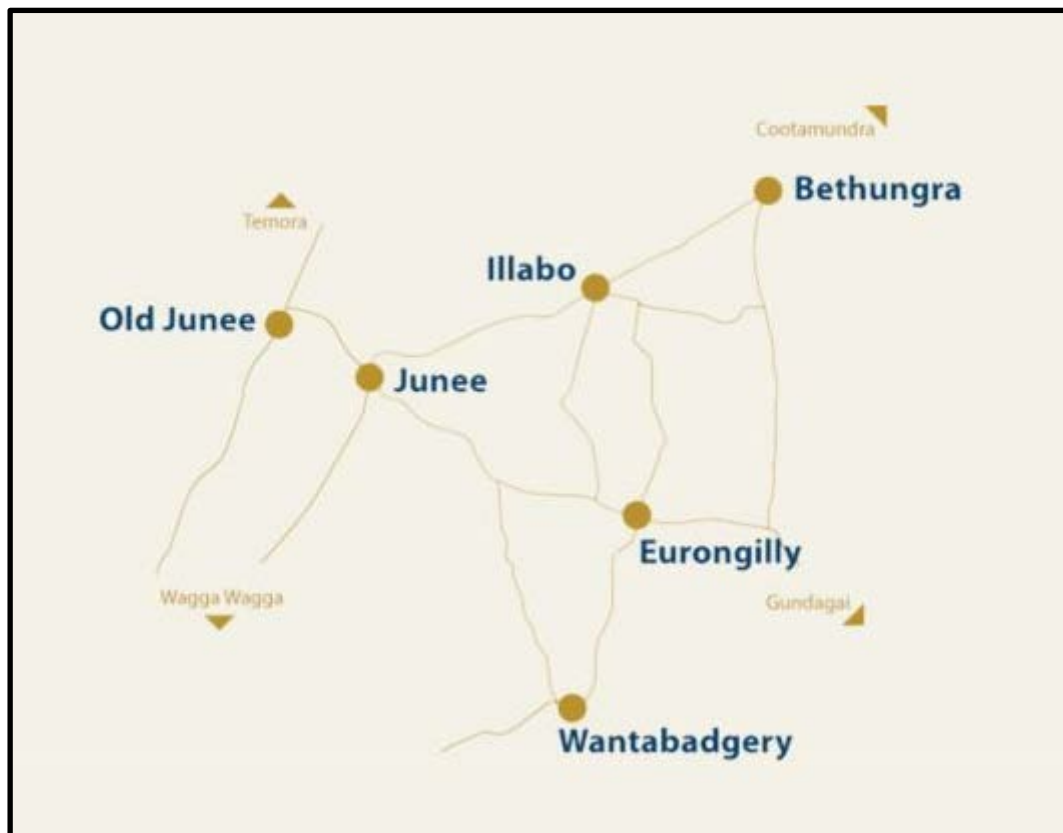 Cootamundra
Bethungra
Temora
Illabo
Old Junee
Junee
Eurongilly
Wagga Wagga
Gundagai
Wantabadgery